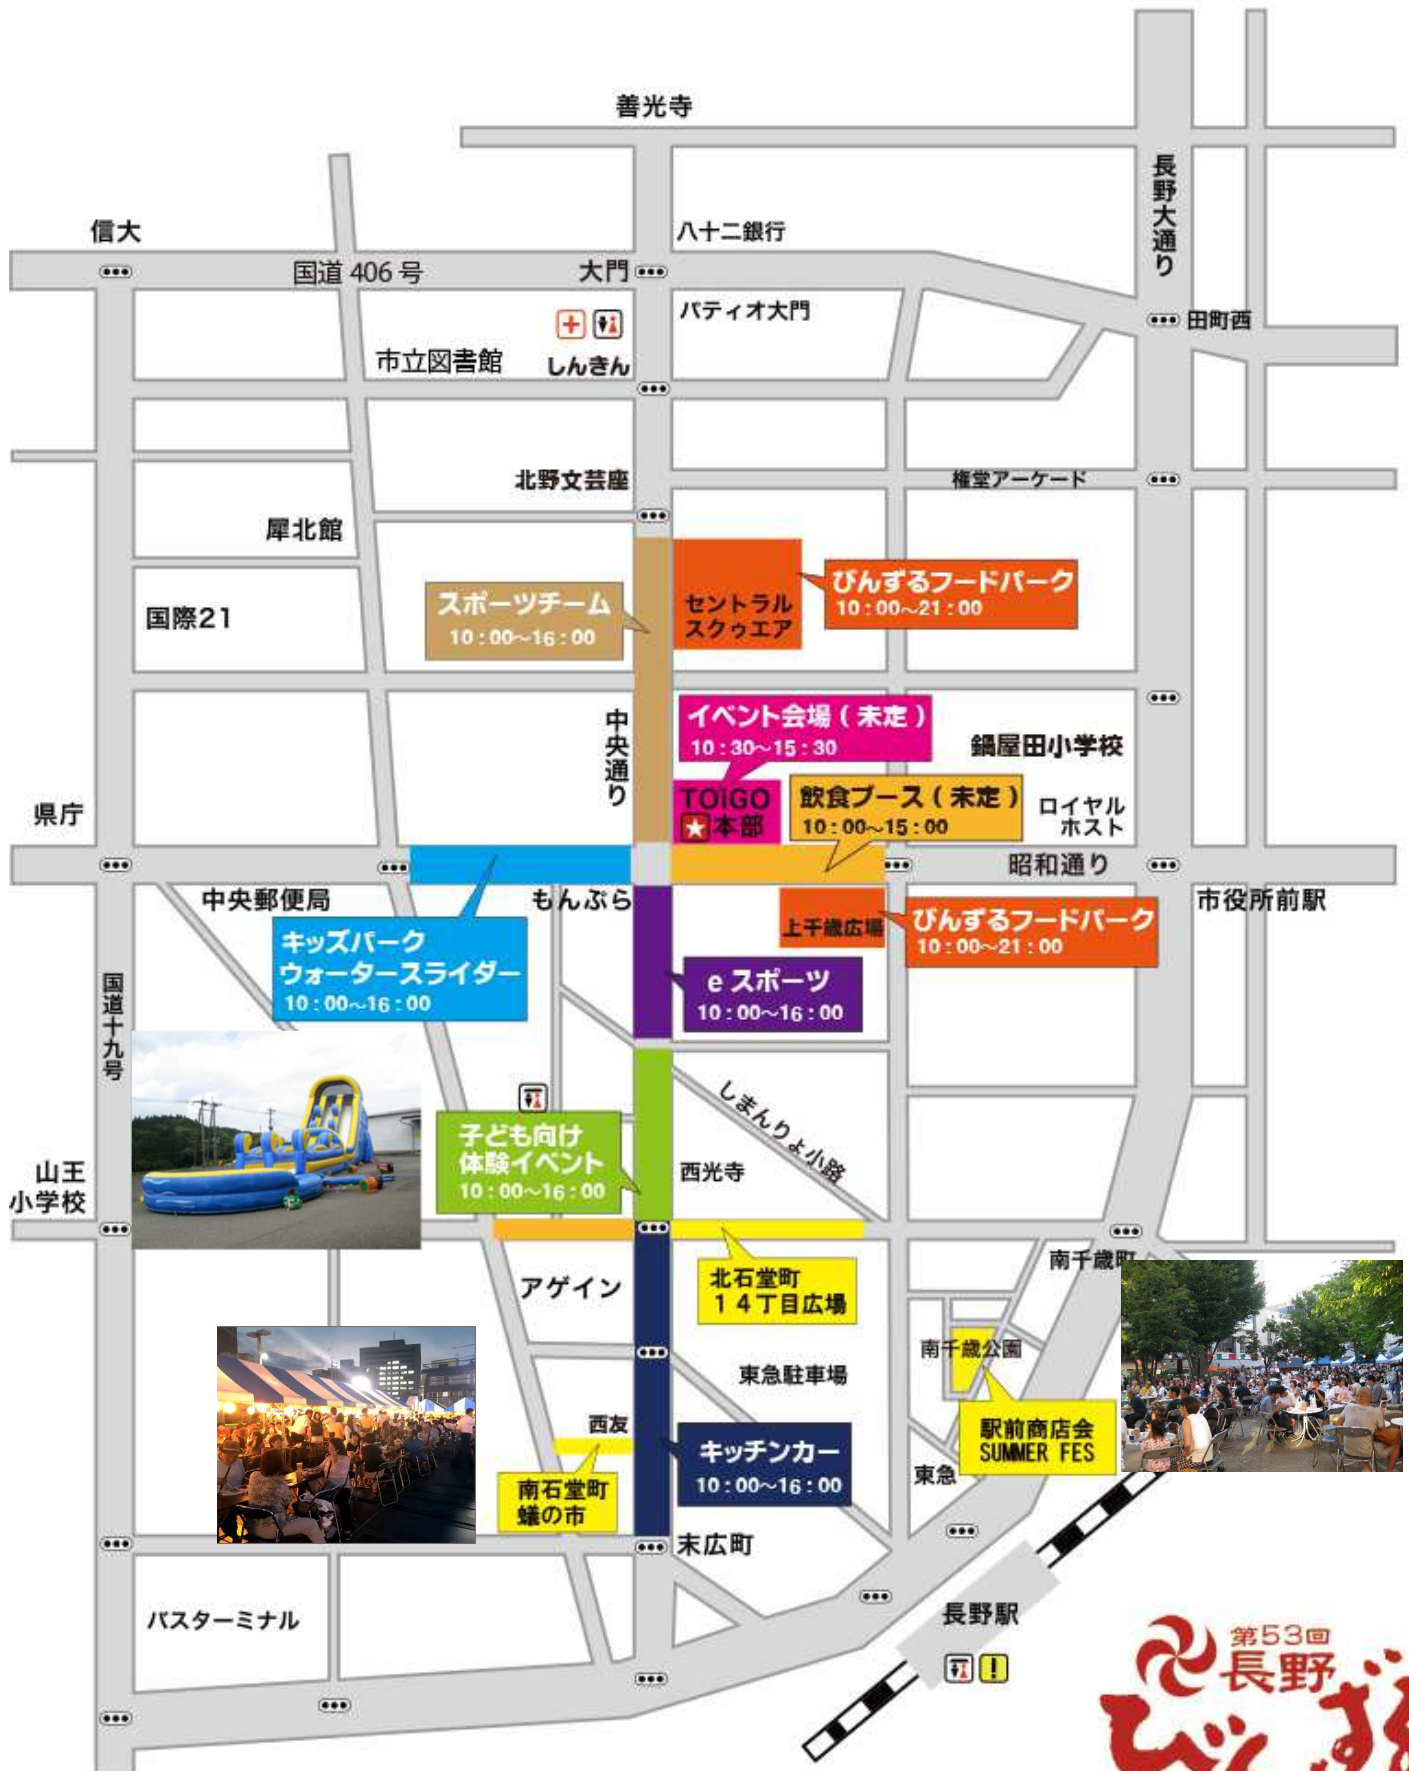 善光寺
長野大通り
信大
八十二銀行
国道 406 号
大門
パティオ大門
田町西
市立図書館
しんきん
北野文芸座
権堂アーケード
犀北館
国際21
スポーツチーム
10:00~16:00
セントラル
スクゥエア
びんずるフードパーク
10:00~21:00
中央通り
イベント会場(未定)
10:30~15:30
鍋屋田小学校
TOiGO
本部
飲食ブース(未定)
10:00~15:00
ロイヤル
ホスト
県庁
昭和通り
中央郵便局
もんぷら
市役所前駅
上千歳広場
びんずるフードパーク
10:00~21:00
キッズパーク
ウォータースライダー
10:00~16:00
e スポーツ
10:00~16:00
国道十九号
しまんりょ小路
子ども向け
体験イベント
10:00~16:00
西光寺
山王
小学校
南千歳町
アゲイン
北石堂町
14丁目広場
南千歳公園
東急駐車場
西友
キッチンカー
10:00~16:00
駅前商店会
SUMMER FES
東急
南石堂町
蟻の市
末広町
バスターミナル
長野駅
第53回
長野
びんずる